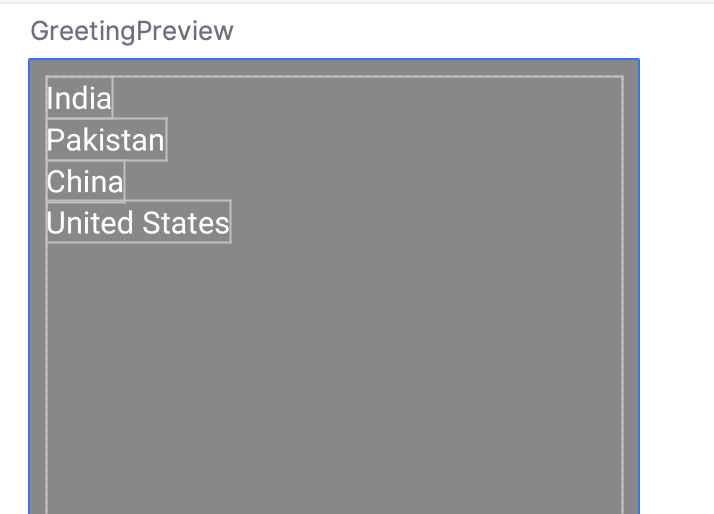 GreetingPreview
India
Pakistan
China
United States